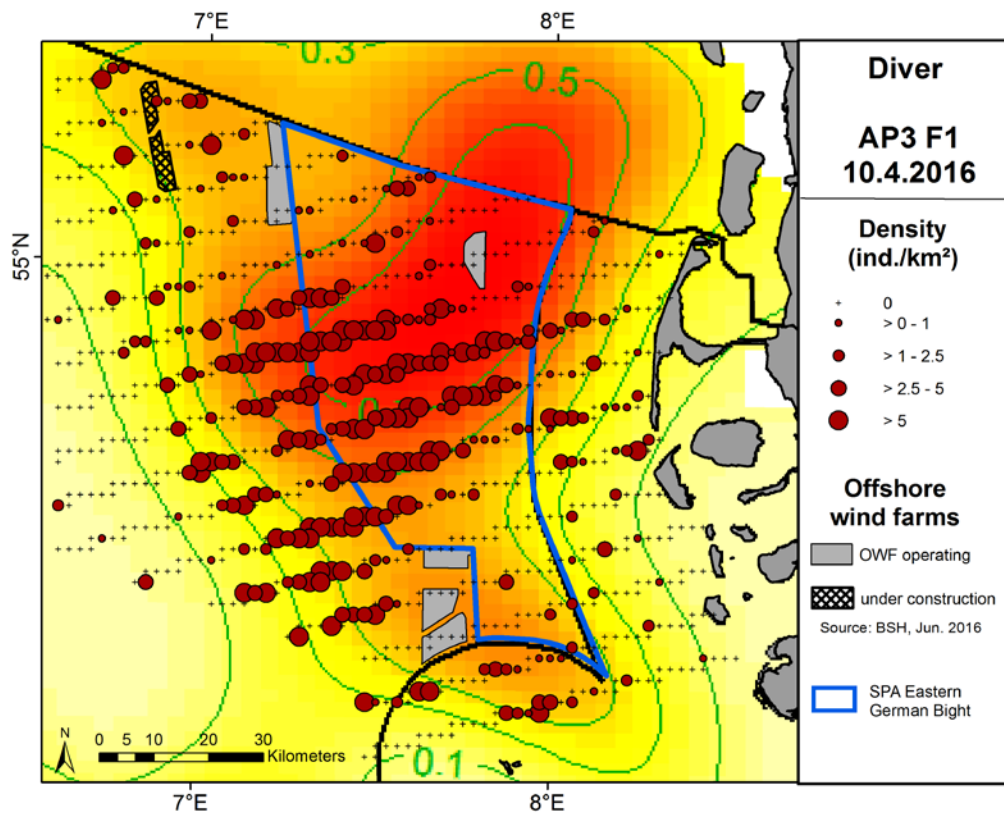 7°E
8°E
0.3
0.5
55°N
0.1
N
0 5 10 20 30
Kilometers
7°E
8°E
Diver
AP3 F1
10.4.2016
Density
(ind./km²)
0
> 0 - 1
> 1 - 2.5
> 2.5 - 5
> 5
Offshore
wind farms
OWF operating
under construction
Source: BSH, Jun. 2016
SPA Eastern
German Bight